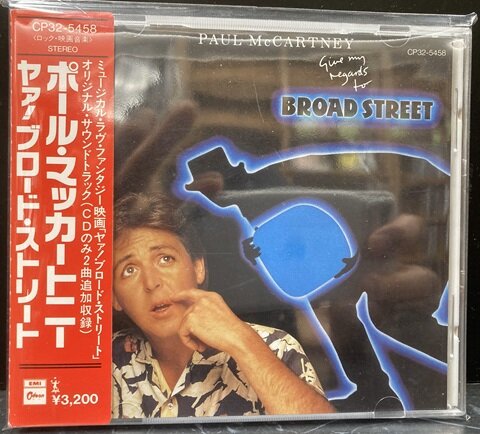 CP32-5458
〈ロック・映画音楽〉
STEREO
ポール・マッカートニー
ヤァ!ブロード・ストリート
ミュージカル・ラヴ・ファンタジー映画「ヤァ!ブロード・ストリート」
オリジナル・サウンドトラック(CDのみ2曲追加収録)
EMI
Odeon
¥3,200
PAUL McCARTNEY
CP32-5458
Give my
regards
to
BROAD STREET